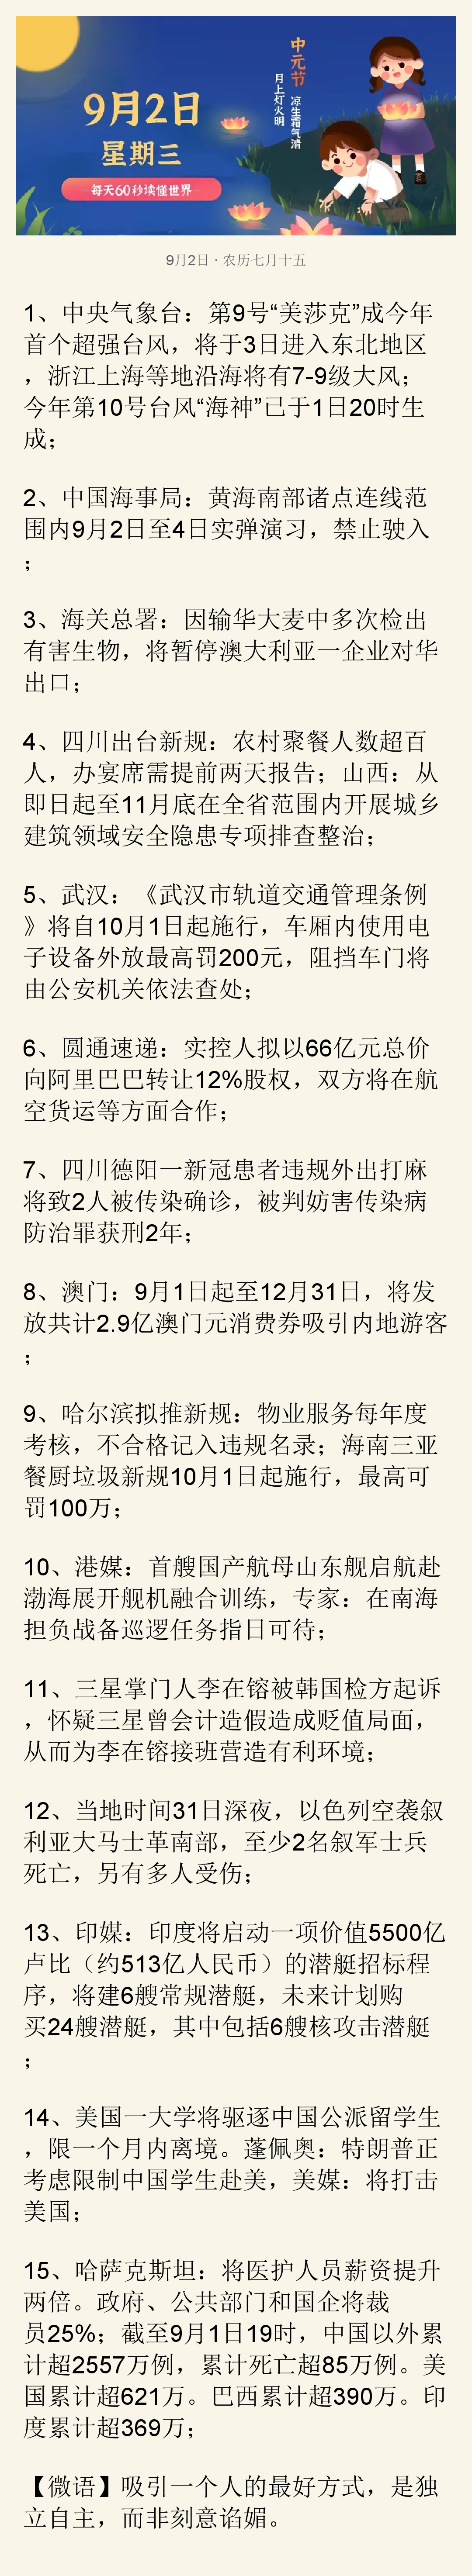 9月2日
星期三
每天60秒读懂世界
中元节
月上灯火明
凉生霜气清
9月2日 · 农历七月十五
1、中央气象台：第9号“美莎克”成今年
首个超强台风，将于3日进入东北地区
，浙江上海等地沿海将有7-9级大风；
今年第10号台风“海神”已于1日20时生
成；
2、中国海事局：黄海南部诸点连线范
围内9月2日至4日实弹演习，禁止驶入
；
3、海关总署：因输华大麦中多次检出
有害生物，将暂停澳大利亚一企业对华
出口；
4、四川出台新规：农村聚餐人数超百
人，办宴席需提前两天报告；山西：从
即日起至11月底在全省范围内开展城乡
建筑领域安全隐患专项排查整治；
5、武汉：《武汉市轨道交通管理条例
》将自10月1日起施行，车厢内使用电
子设备外放最高罚200元，阻挡车门将
由公安机关依法查处；
6、圆通速递：实控人拟以66亿元总价
向阿里巴巴转让12%股权，双方将在航
空货运等方面合作；
7、四川德阳一新冠患者违规外出打麻
将致2人被传染确诊，被判妨害传染病
防治罪获刑2年；
8、澳门：9月1日起至12月31日，将发
放共计2.9亿澳门元消费券吸引内地游客
；
9、哈尔滨拟推新规：物业服务每年度
考核，不合格记入违规名录；海南三亚
餐厨垃圾新规10月1日起施行，最高可
罚100万；
10、港媒：首艘国产航母山东舰启航赴
渤海展开舰机融合训练，专家：在南海
担负战备巡逻任务指日可待；
11、三星掌门人李在镕被韩国检方起诉
，怀疑三星曾会计造假造成贬值局面，
从而为李在镕接班营造有利环境；
12、当地时间31日深夜，以色列空袭叙
利亚大马士革南部，至少2名叙军士兵
死亡，另有多人受伤；
13、印媒：印度将启动一项价值5500亿
卢比（约513亿人民币）的潜艇招标程
序，将建6艘常规潜艇，未来计划购
买24艘潜艇，其中包括6艘核攻击潜艇
；
14、美国一大学将驱逐中国公派留学生
，限一个月内离境。蓬佩奥：特朗普正
考虑限制中国学生赴美，美媒：将打击
美国；
15、哈萨克斯坦：将医护人员薪资提升
两倍。政府、公共部门和国企将裁
员25%；截至9月1日19时，中国以外累
计超2557万例，累计死亡超85万例。美
国累计超621万。巴西累计超390万。印
度累计超369万；
【微语】吸引一个人的最好方式，是独
立自主，而非刻意谄媚。